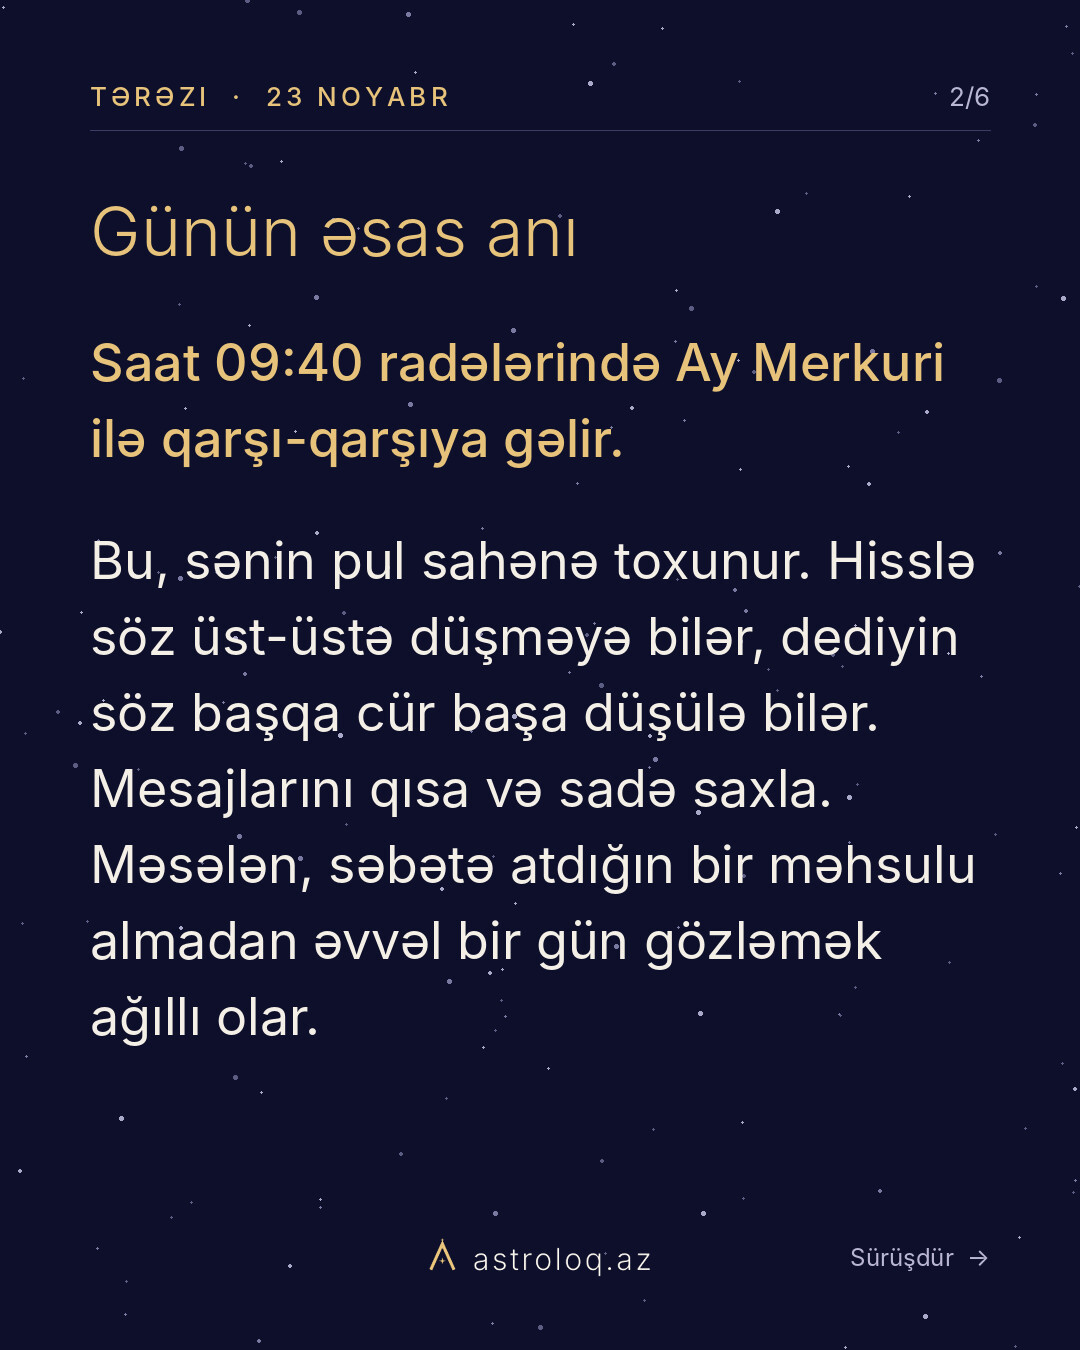 TƏRƏZI · 23 NOYABR
2/6
Günün əsas anı
Saat 09:40 radələrində Ay Merkuri
ilə qarşı-qarşıya gəlir.
Bu, sənin pul sahənə toxunur. Hisslə
söz üst-üstə düşməyə bilər, dediyin
söz başqa cür başa düşülə bilər.
Mesajlarını qısa və sadə saxla.
Məsələn, səbətə atdığın bir məhsulu
almadan əvvəl bir gün gözləmək
ağıllı olar.
astroloq.az
Sürüşdür →